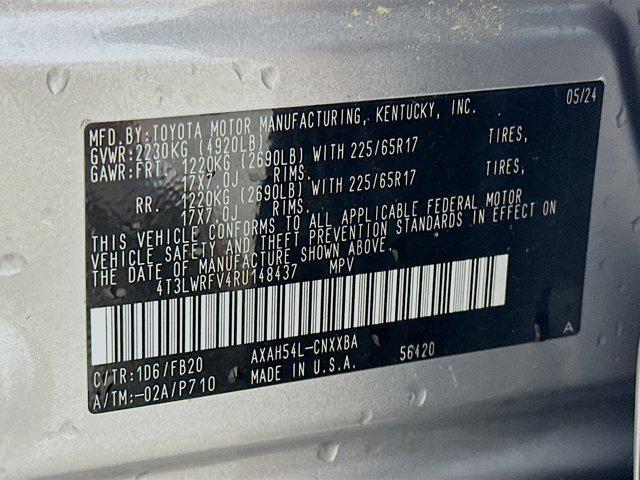 MFD.BY:TOYOTA MOTOR MANUFACTURING, KENTUCKY, INC. 05/24
GVWR:2230KG (4920LB)
GAWR:FRT. 1220KG (2690LB) WITH 225/65R17 TIRES,
17X7.0J RIMS.
RR. 1220KG (2690LB) WITH 225/65R17 TIRES,
17X7.0J RIMS.
THIS VEHICLE CONFORMS TO ALL APPLICABLE FEDERAL MOTOR
VEHICLE SAFETY AND THEFT PREVENTION STANDARDS IN EFFECT ON
THE DATE OF MANUFACTURE SHOWN ABOVE.
4T3LWRFV4RU148437 MPV
A
C/TR:1D6/FB20 AXAH54L-CNXXBA 56420
A/TM:-02A/P710 MADE IN U.S.A.